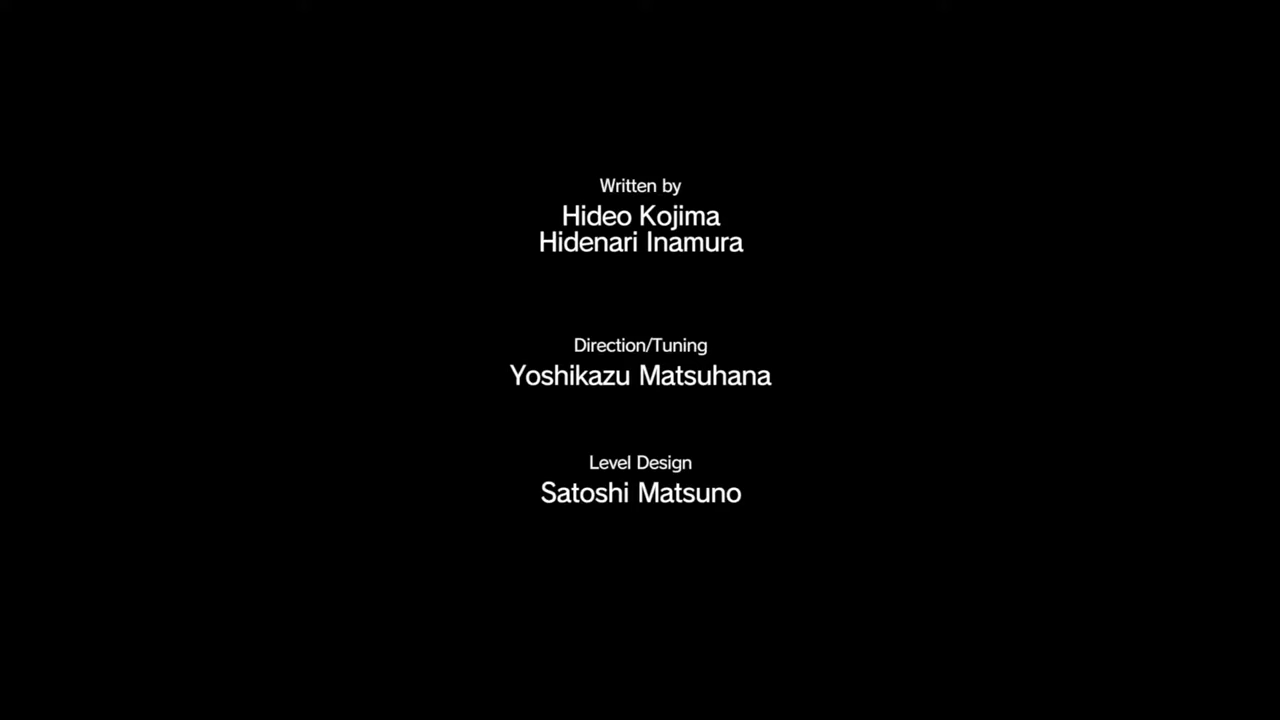 Written by
Hideo Kojima
Hidenari Inamura
Direction/Tuning
Yoshikazu Matsuhana
Level Design
Satoshi Matsuno